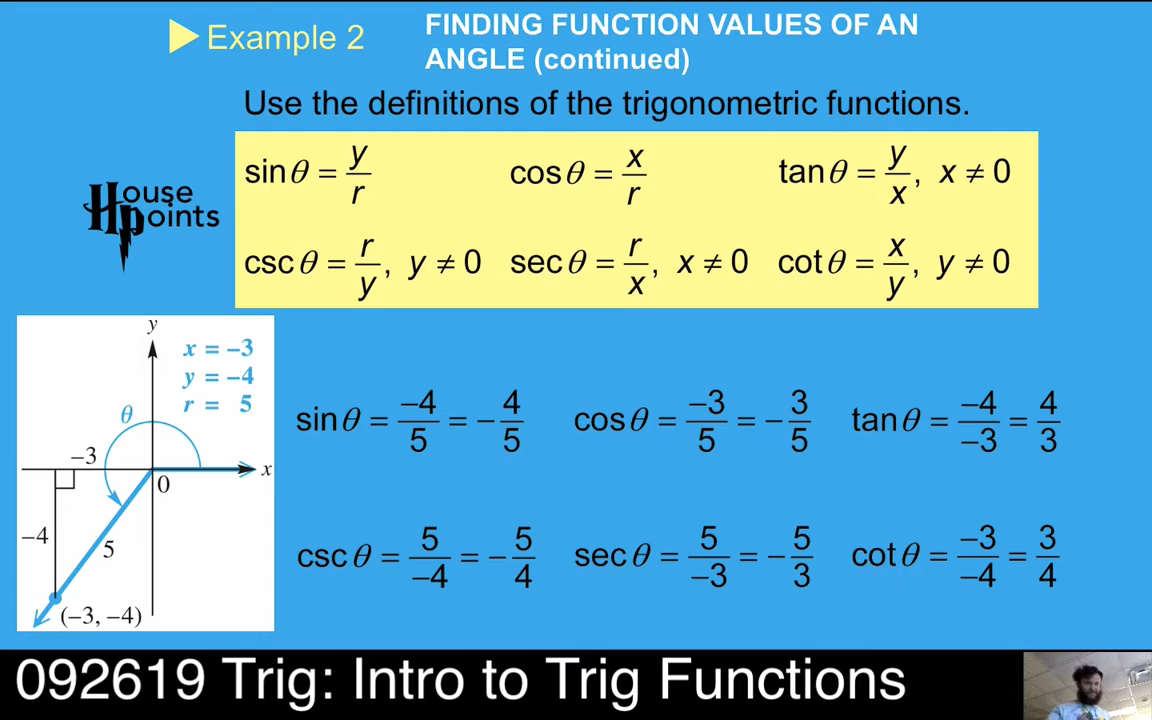 Example 2
FINDING FUNCTION VALUES OF AN
ANGLE (continued)
Use the definitions of the trigonometric functions.
sin θ = y/r
cos θ = x/r
tan θ = y/x, x ≠ 0
csc θ = r/y, y ≠ 0
sec θ = r/x, x ≠ 0
cot θ = x/y, y ≠ 0
House
Points
y
x = −3
y = −4
r = 5
θ
−3
x
0
−4
5
(−3, −4)
sin θ = −4/5 = −4/5
cos θ = −3/5 = −3/5
tan θ = −4/−3 = 4/3
csc θ = 5/−4 = −5/4
sec θ = 5/−3 = −5/3
cot θ = −3/−4 = 3/4
092619 Trig: Intro to Trig Functions